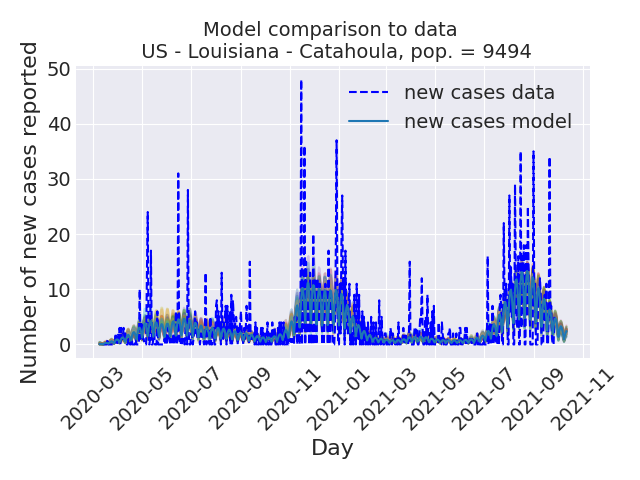 Model comparison to data
US - Louisiana - Catahoula, pop. = 9494
Number of new cases reported
50
40
30
20
10
0
new cases data
new cases model
2020-03
2020-05
2020-07
2020-09
2020-11
2021-01
2021-03
2021-05
2021-07
2021-09
2021-11
Day